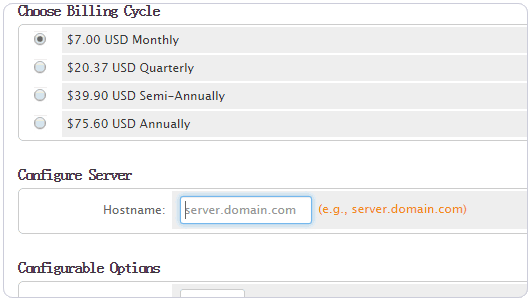 Choose Billing Cycle
$7.00 USD Monthly
$20.37 USD Quarterly
$39.90 USD Semi-Annually
$75.60 USD Annually
Configure Server
Hostname: server.domain.com (e.g., server.domain.com)
Configurable Options